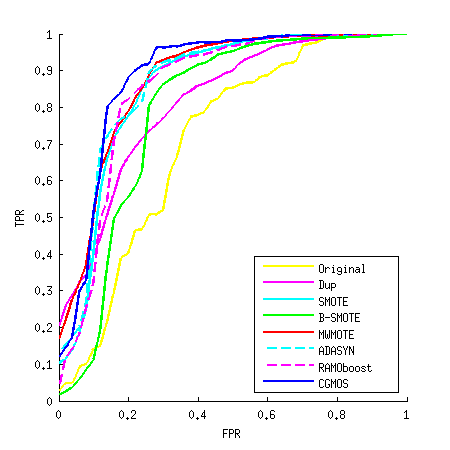 1
0.9
0.8
0.7
0.6
0.5
0.4
0.3
0.2
0.1
0
TPR
0 0.2 0.4 0.6 0.8 1
FPR
Original
Dup
SMOTE
B-SMOTE
MWMOTE
ADASYN
RAMOboost
CGMOS